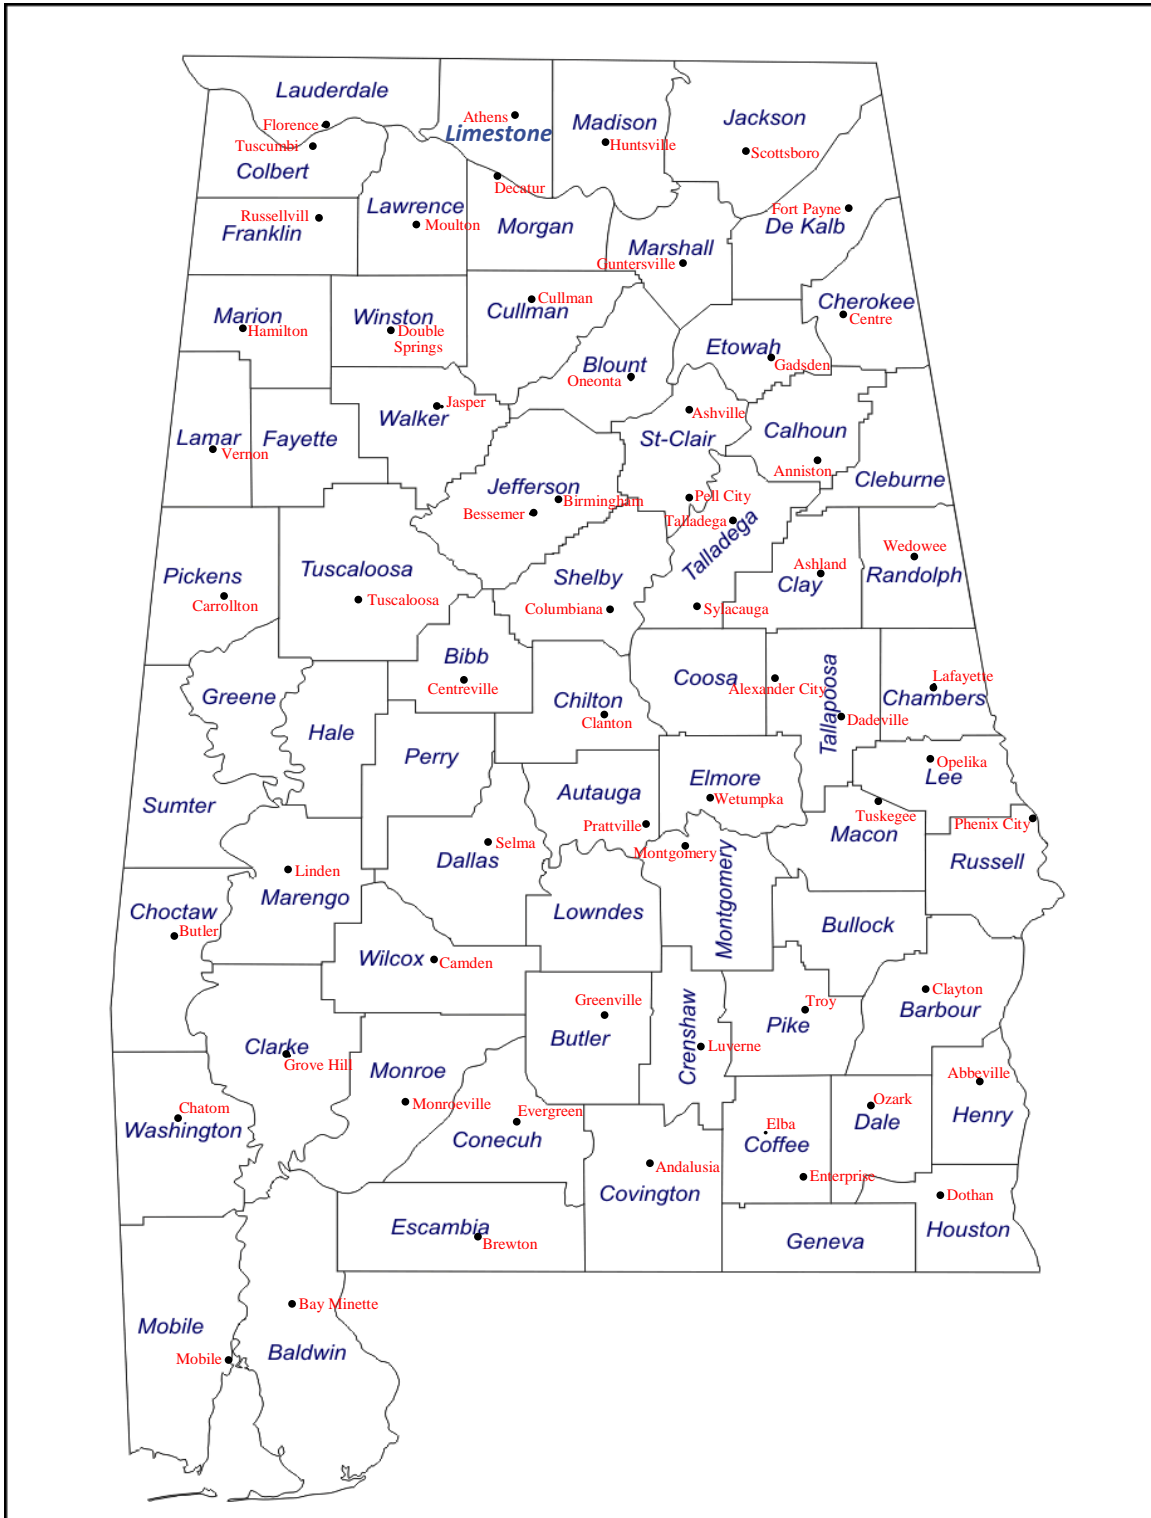 Lauderdale
Athens
Limestone
Madison
Jackson
Florence
Tuscumbi
Huntsville
Scottsboro
Colbert
Decatur
Lawrence
Fort Payne
Russellvill
Franklin
Moulton
Morgan
De Kalb
Marshall
Guntersville
Cullman
Cullman
Cherokee
Centre
Marion
Hamilton
Winston
Double
Springs
Etowah
Gadsden
Blount
Oneonta
Jasper
Walker
Ashville
Lamar
Vernon
Fayette
St-Clair
Calhoun
Anniston
Cleburne
Jefferson
Birmingham
Bessemer
Pell City
Talladega
Talladega
Wedowee
Pickens
Carrollton
Tuscaloosa
Tuscaloosa
Shelby
Columbiana
Sylacauga
Ashland
Clay
Randolph
Bibb
Centreville
Coosa
Alexander City
Tallapoosa
Dadeville
Lafayette
Chambers
Greene
Hale
Chilton
Clanton
Perry
Opelika
Lee
Sumter
Autauga
Prattville
Elmore
Wetumpka
Tuskegee
Macon
Phenix City
Selma
Dallas
Montgomery
Montgomery
Russell
Linden
Marengo
Choctaw
Butler
Lowndes
Bullock
Wilcox
Camden
Greenville
Butler
Crenshaw
Luverne
Troy
Pike
Clayton
Barbour
Clarke
Grove Hill
Monroe
Monroeville
Abbeville
Henry
Chatom
Washington
Evergreen
Conecuh
Elba
Coffee
Enterprise
Ozark
Dale
Andalusia
Covington
Dothan
Houston
Escambia
Brewton
Geneva
Bay Minette
Mobile
Mobile
Baldwin